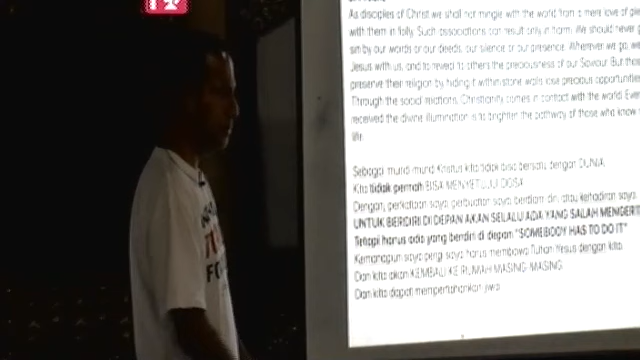 As disciples of Christ we shall not mingle with the world from a mere love of
with them in folly. Such associations can result only in harm. We should never
sin by our words or our deeds, our silence or our presence. Wherever we go, we
Jesus with us, and to reveal to others the preciousness of our Saviour. But those
preserve their religion by hiding it within stone walls lose precious opportunities
Through the social relations, Christianity comes in contact with the world. Every
received the divine illumination is to brighten the pathway of those who know
Sebagai murid-murid Kristus kita tidak bisa bersatu dengan DUNIA.
Kita tidak pernah BISA MENYETUJUI DOSA
Dengan, perkataan saya perbuatan saya berdiam diri atau kehadiran saya
UNTUK BERDIRI DI DEPAN AKAN SELALU ADA YANG SALAH MENGERTI
Tetapi harus ada yang berdiri di depan "SOMEBODY HAS TO DO IT"
Kemanapun saya pergi saya harus membawa Tuhan Yesus dengan kita
Dan kita akan KEMBALI KE RUMAH MASING-MASING
Dan kita dapat mempertahankan jiwa